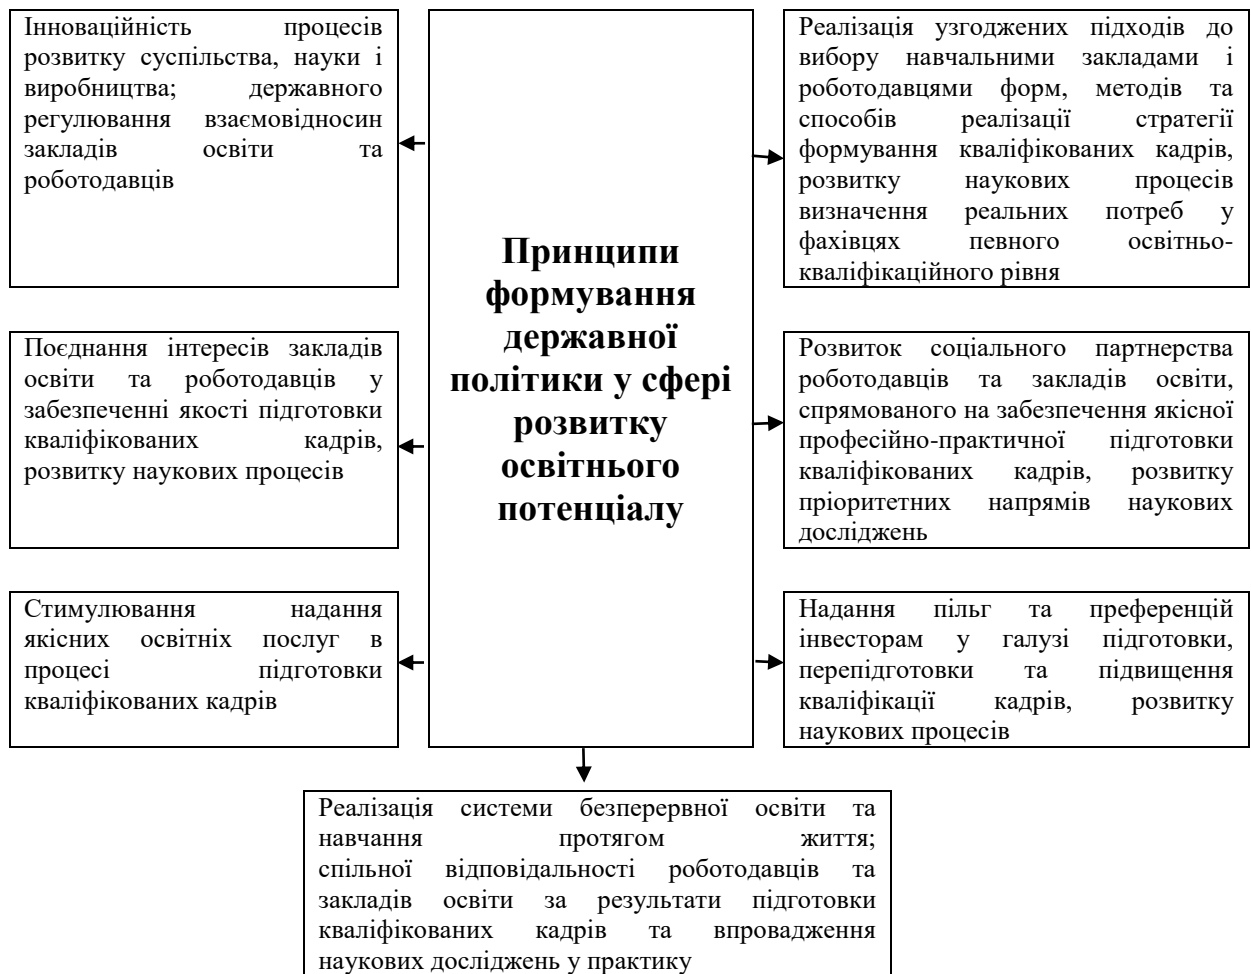 Інноваційність процесів
розвитку суспільства, науки і
виробництва; державного
регулювання взаємовідносин
закладів освіти та
роботодавців
Поєднання інтересів закладів
освіти та роботодавців у
забезпеченні якості підготовки
кваліфікованих кадрів,
розвитку наукових процесів
Стимулювання надання
якісних освітніх послуг в
процесі підготовки
кваліфікованих кадрів
Принципи
формування
державної
політики у сфері
розвитку
освітнього
потенціалу
Реалізація узгоджених підходів до
вибору навчальними закладами і
роботодавцями форм, методів та
способів реалізації стратегії
формування кваліфікованих кадрів,
розвитку наукових процесів
визначення реальних потреб у
фахівцях певного освітньо-
кваліфікаційного рівня
Розвиток соціального партнерства
роботодавців та закладів освіти,
спрямованого на забезпечення якісної
професійно-практичної підготовки
кваліфікованих кадрів, розвитку
пріоритетних напрямів наукових
досліджень
Надання пільг та преференцій
інвесторам у галузі підготовки,
перепідготовки та підвищення
кваліфікації кадрів, розвитку
наукових процесів
Реалізація системи безперервної освіти та
навчання протягом життя;
спільної відповідальності роботодавців та
закладів освіти за результати підготовки
кваліфікованих кадрів та впровадження
наукових досліджень у практику